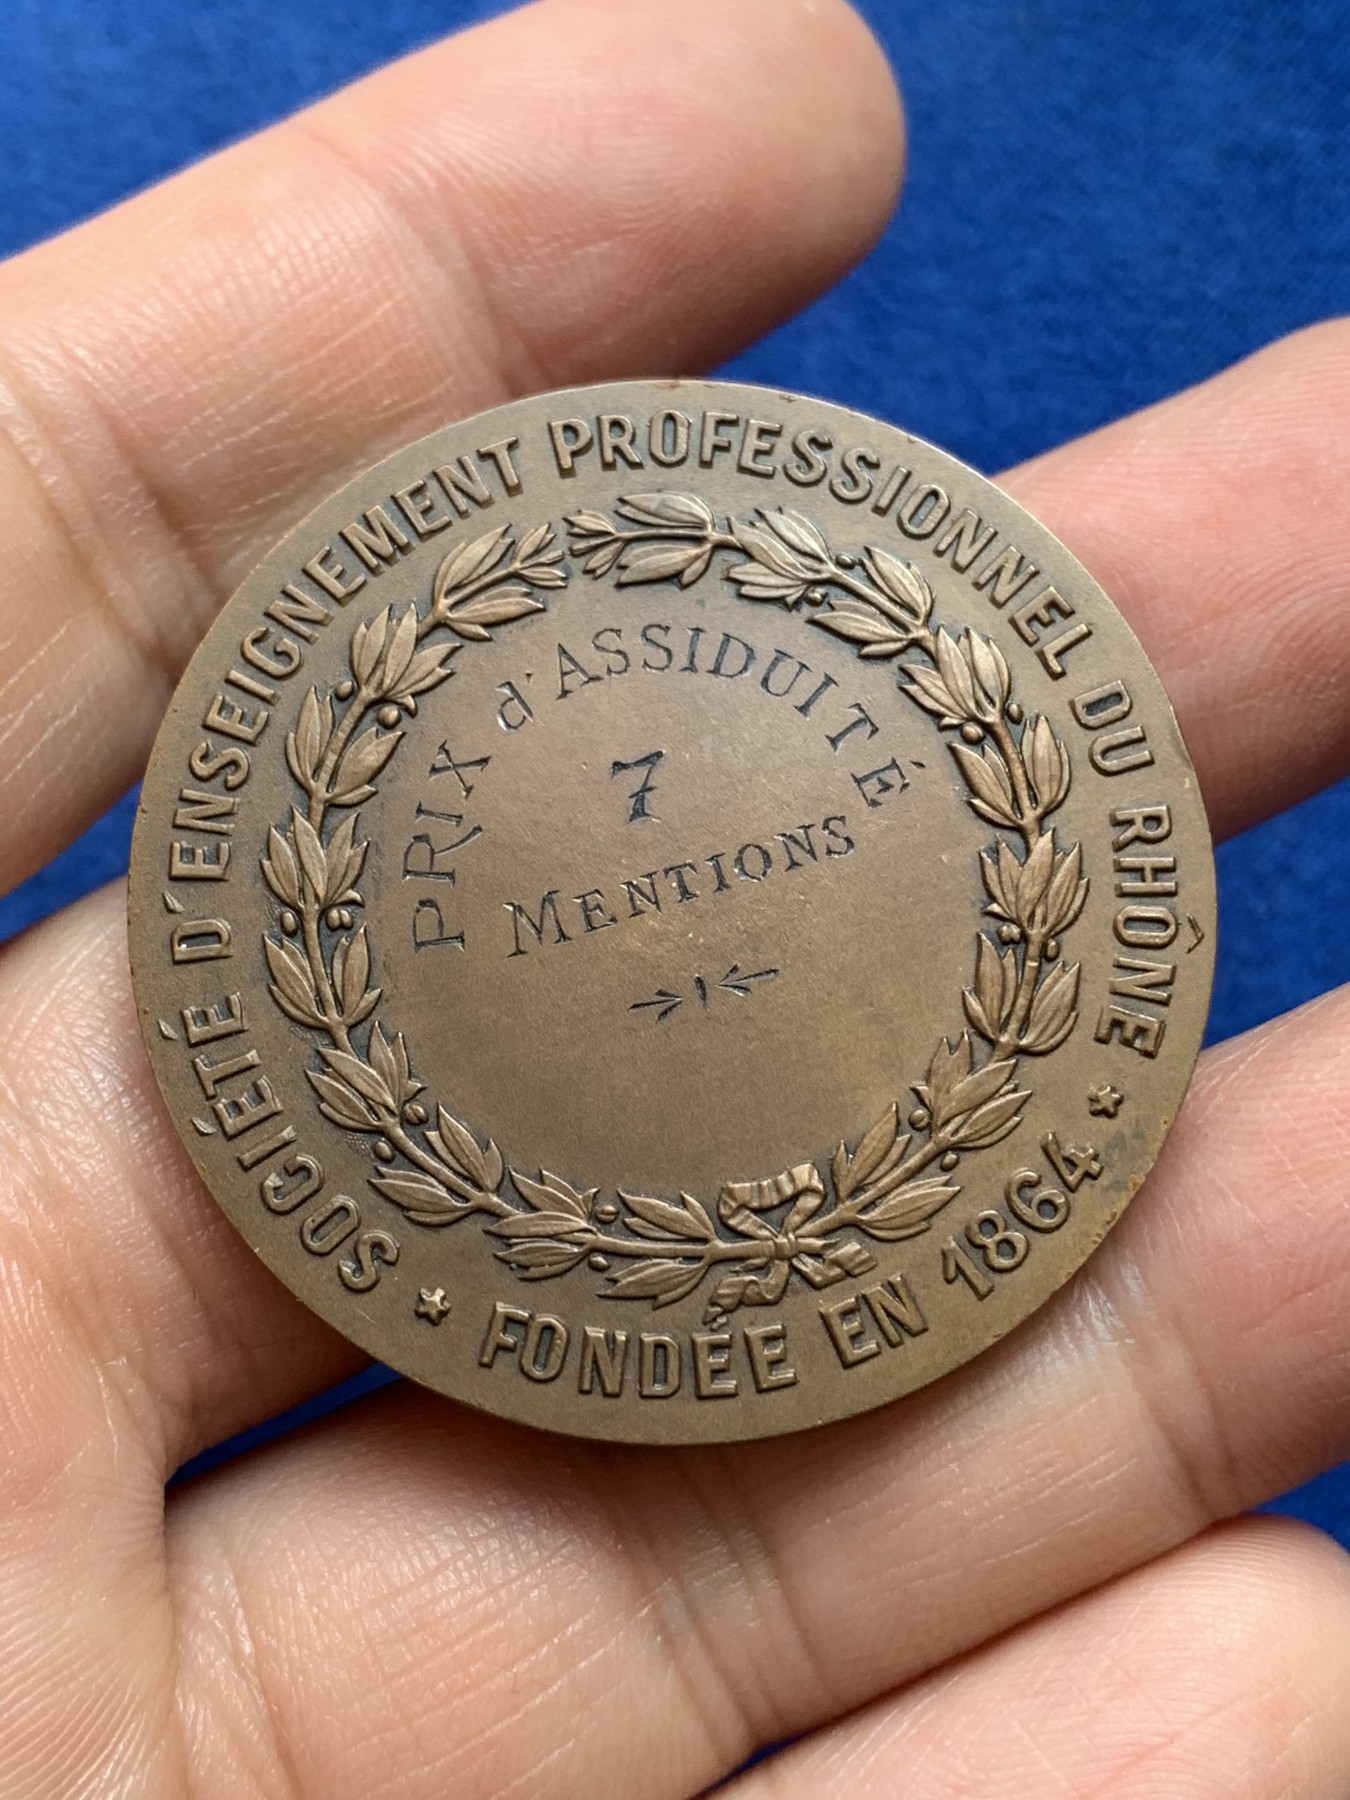 SOCIÉTÉ D'ENSEIGNEMENT PROFESSIONNEL DU RHÔNE
PRIX d'ASSIDUITÉ
7
MENTIONS
FONDÉE EN 1864